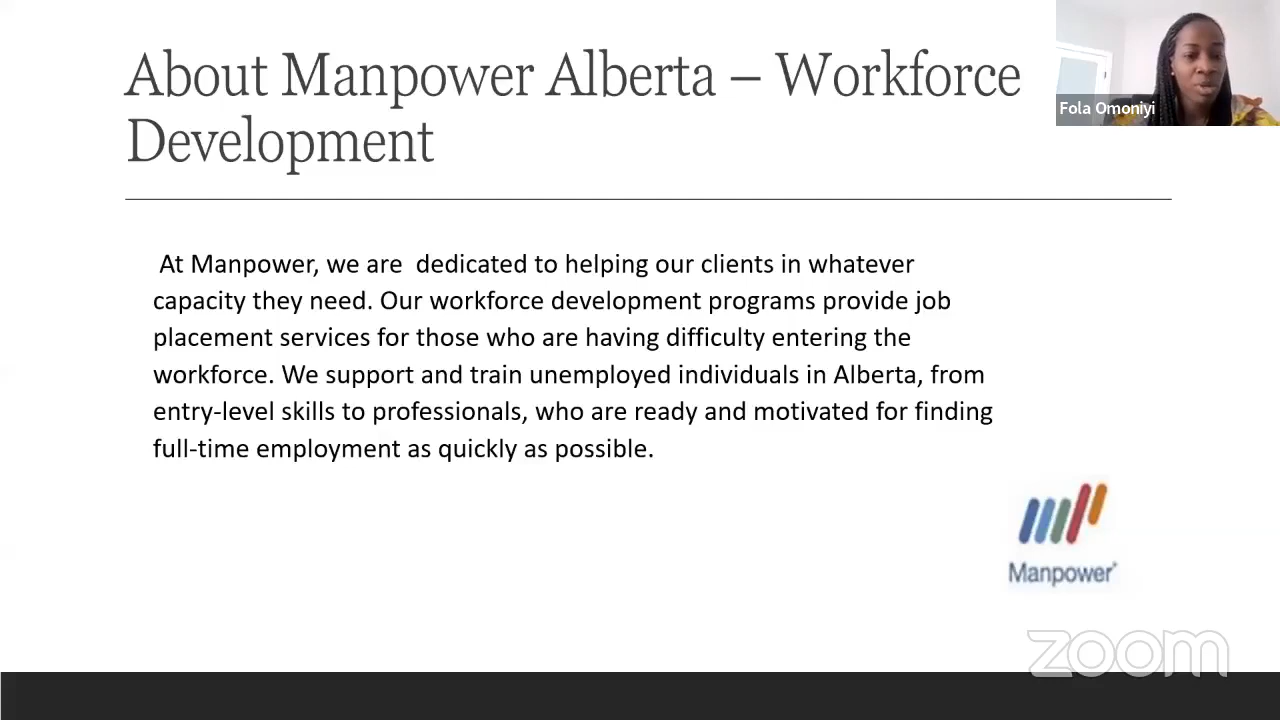 About Manpower Alberta – Workforce
Development
Fola Omoniyi
At Manpower, we are  dedicated to helping our clients in whatever
capacity they need. Our workforce development programs provide job
placement services for those who are having difficulty entering the
workforce. We support and train unemployed individuals in Alberta, from
entry-level skills to professionals, who are ready and motivated for finding
full-time employment as quickly as possible.
Manpower
zoom